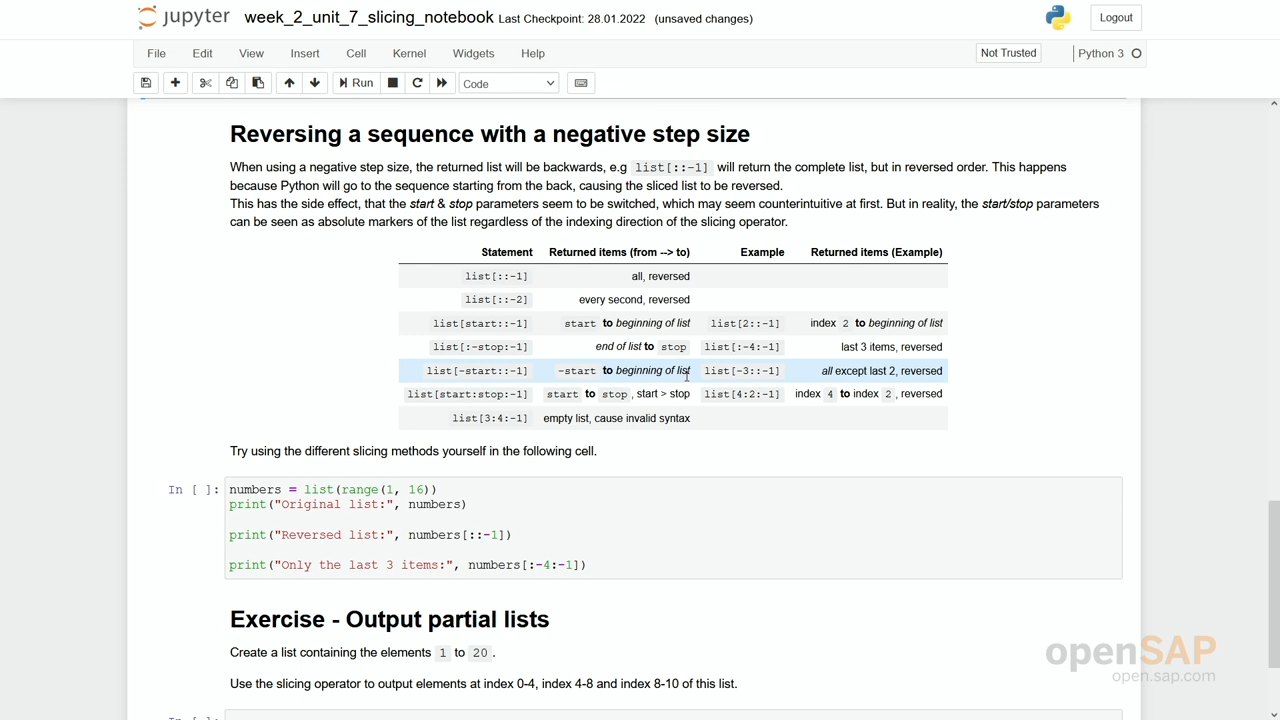 jupyter week_2_unit_7_slicing_notebook Last Checkpoint: 28.01.2022 (unsaved changes) Logout
File Edit View Insert Cell Kernel Widgets Help Not Trusted Python 3
Run Code
Reversing a sequence with a negative step size
When using a negative step size, the returned list will be backwards, e.g list[::-1] will return the complete list, but in reversed order. This happens
because Python will go to the sequence starting from the back, causing the sliced list to be reversed.
This has the side effect, that the start & stop parameters seem to be switched, which may seem counterintuitive at first. But in reality, the start/stop parameters
can be seen as absolute markers of the list regardless of the indexing direction of the slicing operator.
Statement Returned items (from --> to) Example Returned items (Example)
list[::-1] all, reversed
list[::-2] every second, reversed
list[start::-1] start to beginning of list list[2::-1] index 2 to beginning of list
list[:-stop:-1] end of list to stop list[:-4:-1] last 3 items, reversed
list[-start::-1] -start to beginning of list list[-3::-1] all except last 2, reversed
list[start:stop:-1] start to stop , start > stop list[4:2:-1] index 4 to index 2 , reversed
list[3:4:-1] empty list, cause invalid syntax
Try using the different slicing methods yourself in the following cell.
In [ ]: numbers = list(range(1, 16))
print("Original list:", numbers)
print("Reversed list:", numbers[::-1])
print("Only the last 3 items:", numbers[:-4:-1])
Exercise - Output partial lists
Create a list containing the elements 1 to 20 .
Use the slicing operator to output elements at index 0-4, index 4-8 and index 8-10 of this list.
openSAP
open.sap.com
In [ ]: